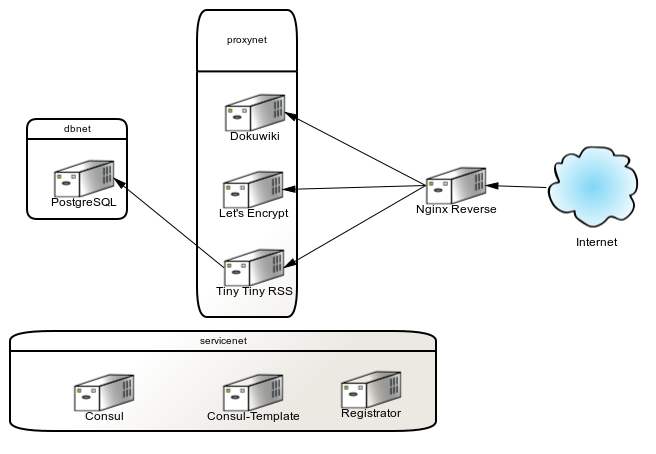 proxynet
Dokuwiki
dbnet
PostgreSQL
Let's Encrypt
Nginx Reverse
Internet
Tiny Tiny RSS
servicenet
Consul
Consul-Template
Registrator